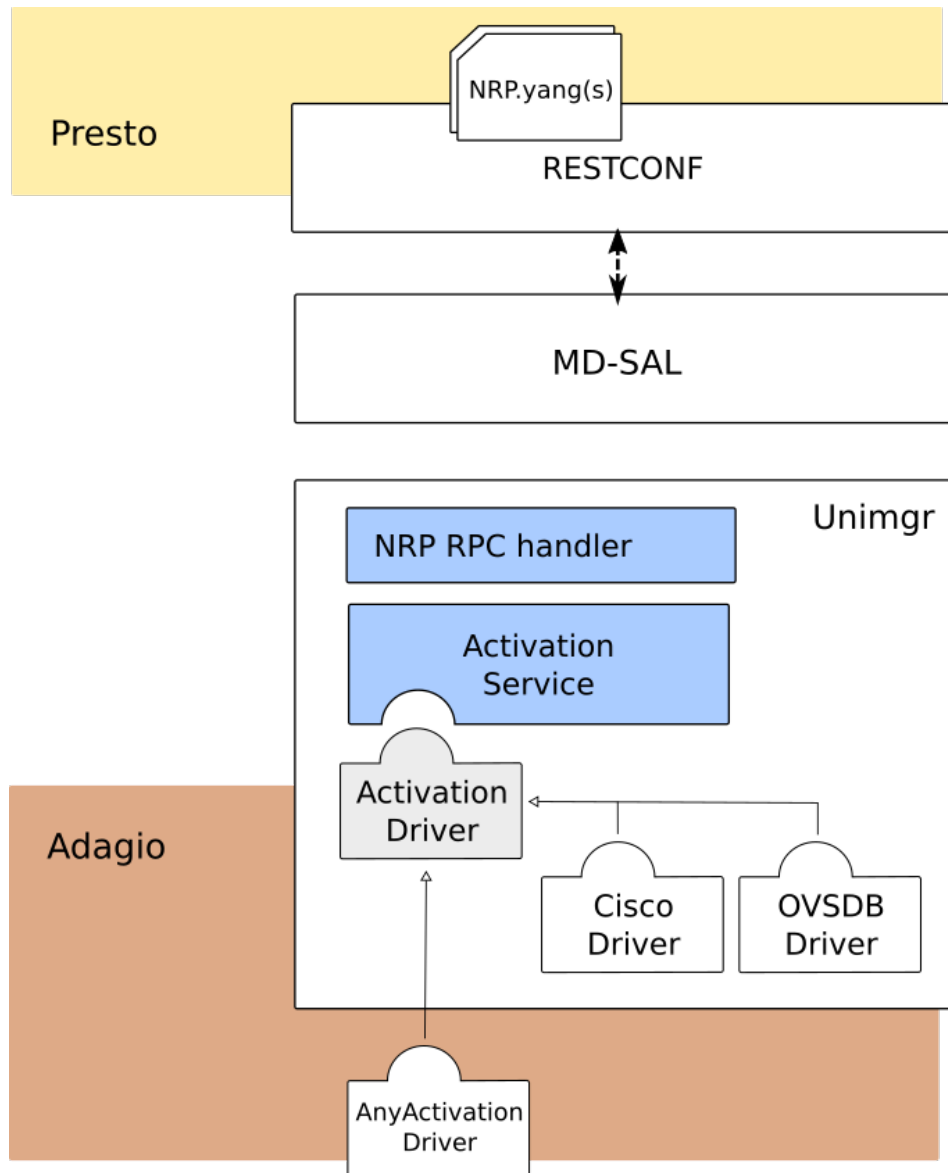 NRP.yang(s)
Presto
RESTCONF
MD-SAL
Unimgr
NRP RPC handler
Activation
Service
Activation
Driver
Adagio
Cisco
Driver
OVSDB
Driver
AnyActivation
Driver